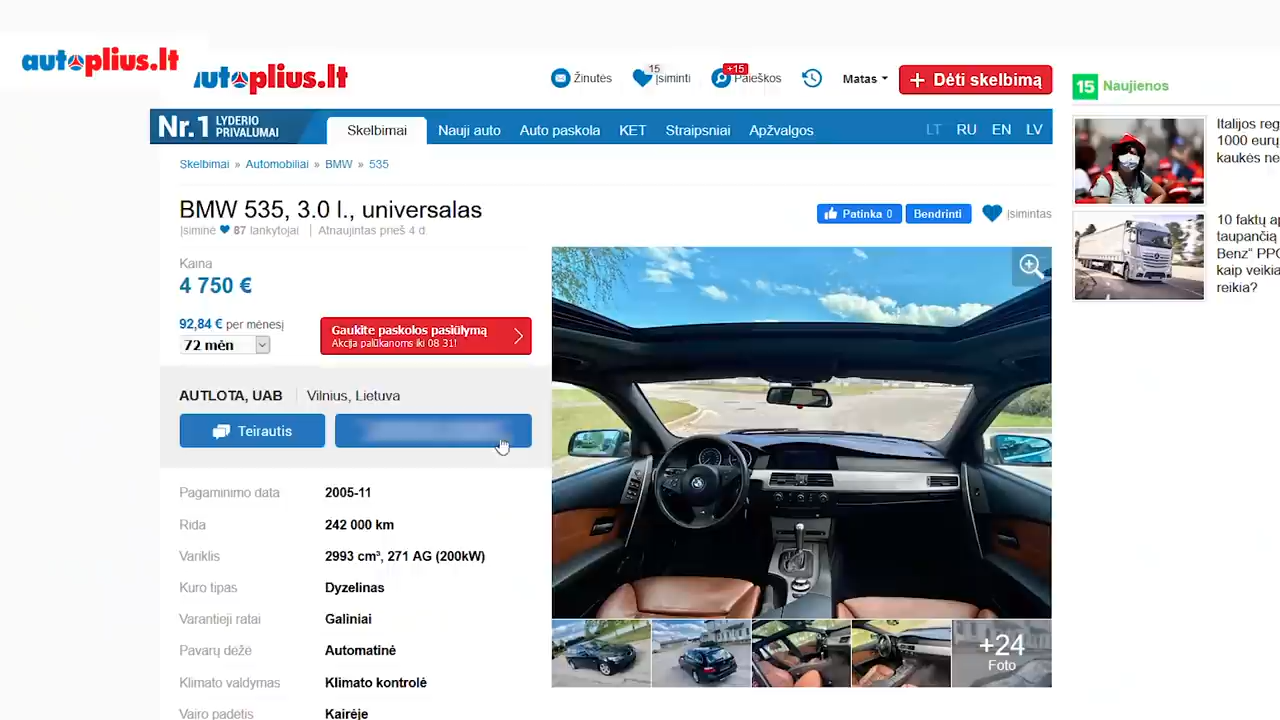 autoplius.lt
autoplius.lt
Žinutės
15
Įsiminti
+15
Paieškos
Matas
+ Dėti skelbimą
Nr.1 LYDERIO
PRIVALUMAI
Skelbimai
Nauji auto
Auto paskola
KET
Straipsniai
Apžvalgos
LT
RU
EN
LV
Skelbimai » Automobiliai » BMW » 535
BMW 535, 3.0 l., universalas
Įsiminė 87 lankytojai | Atnaujintas prieš 4 d
Patinka 0
Bendrinti
Įsimintas
Kaina
4 750 €
92,84 € per mėnesį
72 mėn
Gaukite paskolos pasiūlymą
Akcija palūkanoms iki 08 31!
AUTLOTA, UAB
Vilnius, Lietuva
Teirautis
Pagaminimo data 2005-11
Rida 242 000 km
Variklis 2993 cm³, 271 AG (200kW)
Kuro tipas Dyzelinas
Varantieji ratai Galiniai
Pavarų dėžė Automatinė
Klimato valdymas Klimato kontrolė
Vairo padėtis Kairėje
+24
Foto
15 Naujienos
Italijos reg
1000 eurų
kaukės ne
10 faktų ap
taupančią
Benz" PPC
kaip veikia
reikia?